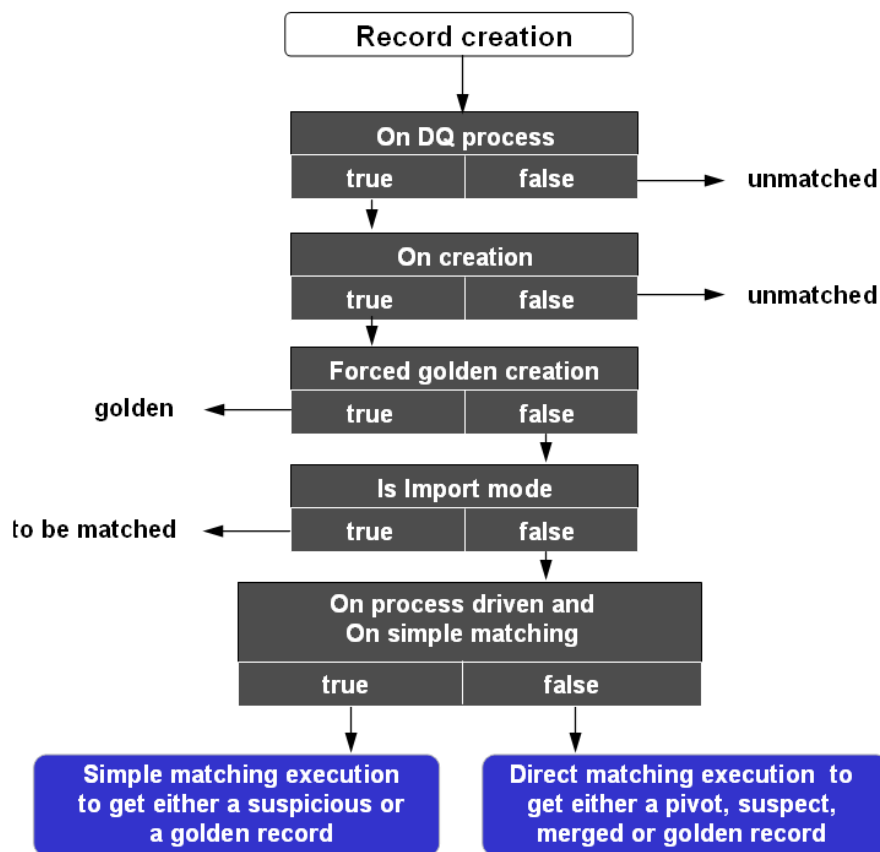 Record creation
On DQ process
true false unmatched
On creation
true false unmatched
Forced golden creation
golden true false
Is Import mode
to be matched true false
On process driven and
On simple matching
true false
Simple matching execution
to get either a suspicious or
a golden record
Direct matching execution to
get either a pivot, suspect,
merged or golden record